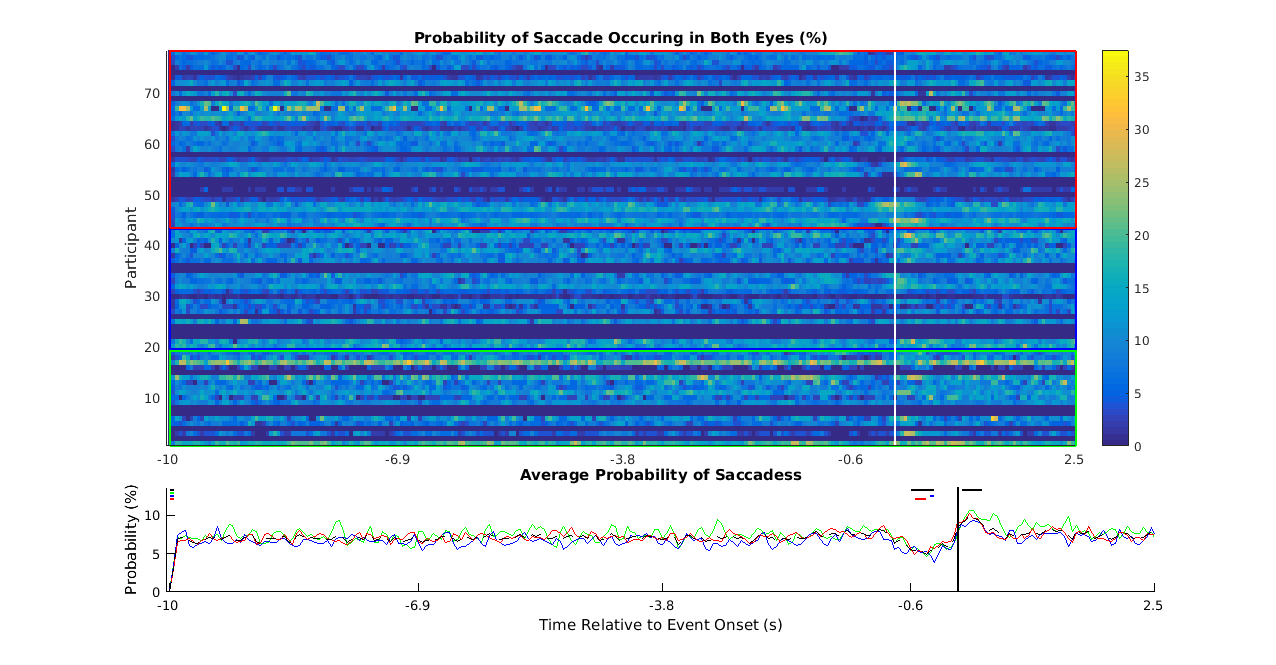 Probability of Saccade Occuring in Both Eyes (%)
Participant
70
60
50
40
30
20
10
35
30
25
20
15
10
5
0
-10 -6.9 -3.8 -0.6 2.5
Average Probability of Saccadess
Probability (%)
10
5
0
-10 -6.9 -3.8 -0.6 2.5
Time Relative to Event Onset (s)